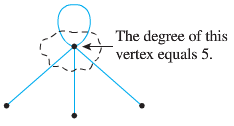 The degree of this
vertex equals 5.